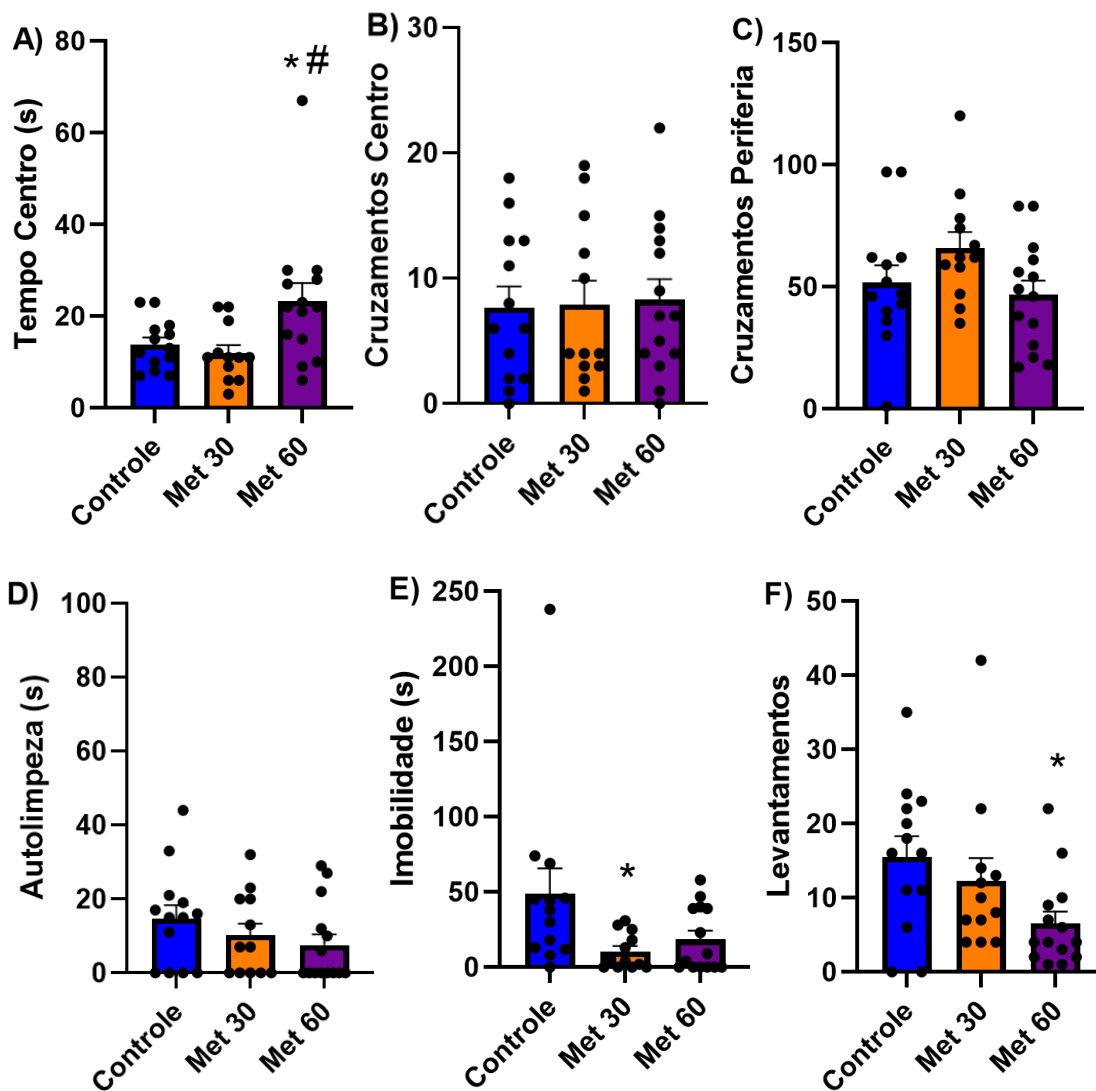 A)
Tempo Centro (s)
80
60
40
20
0
* #
Controle
Met 30
Met 60
B)
Cruzamentos Centro
30
20
10
0
Controle
Met 30
Met 60
C)
Cruzamentos Periferia
150
100
50
0
Controle
Met 30
Met 60
D)
Autolimpeza (s)
100
80
60
40
20
0
Controle
Met 30
Met 60
E)
Imobilidade (s)
250
200
150
100
50
0
*
Controle
Met 30
Met 60
F)
Levantamentos
50
40
30
20
10
0
*
Controle
Met 30
Met 60